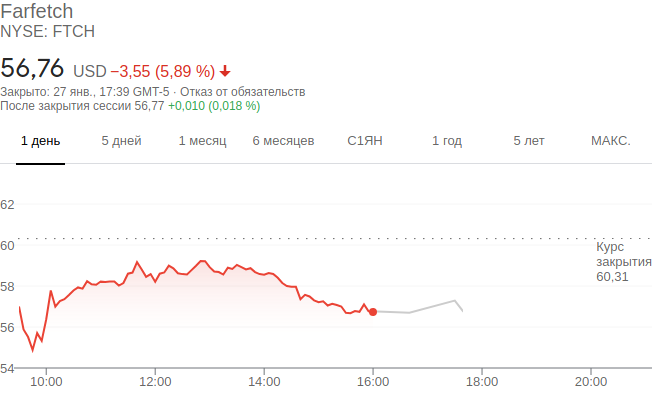 Farfetch
NYSE: FTCH
56,76 USD −3,55 (5,89 %)
Закрыто: 27 янв., 17:39 GMT-5 · Отказ от обязательств
После закрытия сессии 56,77 +0,010 (0,018 %)
1 день 5 дней 1 месяц 6 месяцев С1ЯН 1 год 5 лет МАКС.
62
60
Курс
закрытия
60,31
58
56
54
10:00 12:00 14:00 16:00 18:00 20:00